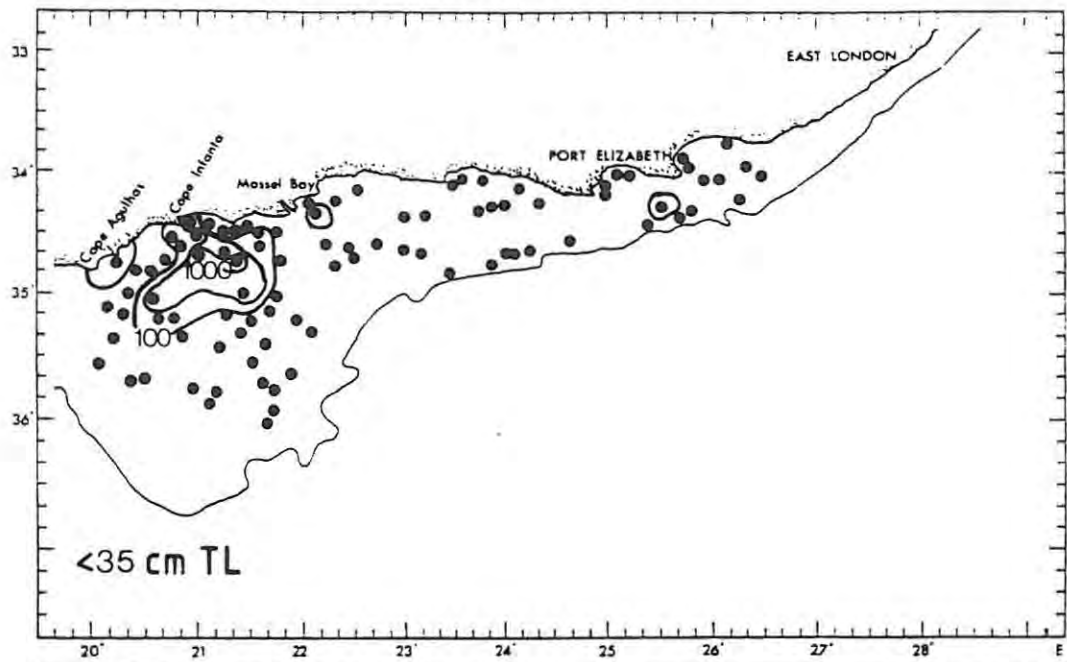 33°
34°
35°
36°
EAST LONDON
PORT ELIZABETH
Mossel Bay
Cape Infanta
Cape Agulhas
1000
100
<35 cm TL
20° 21° 22° 23° 24° 25° 26° 27° 28° E